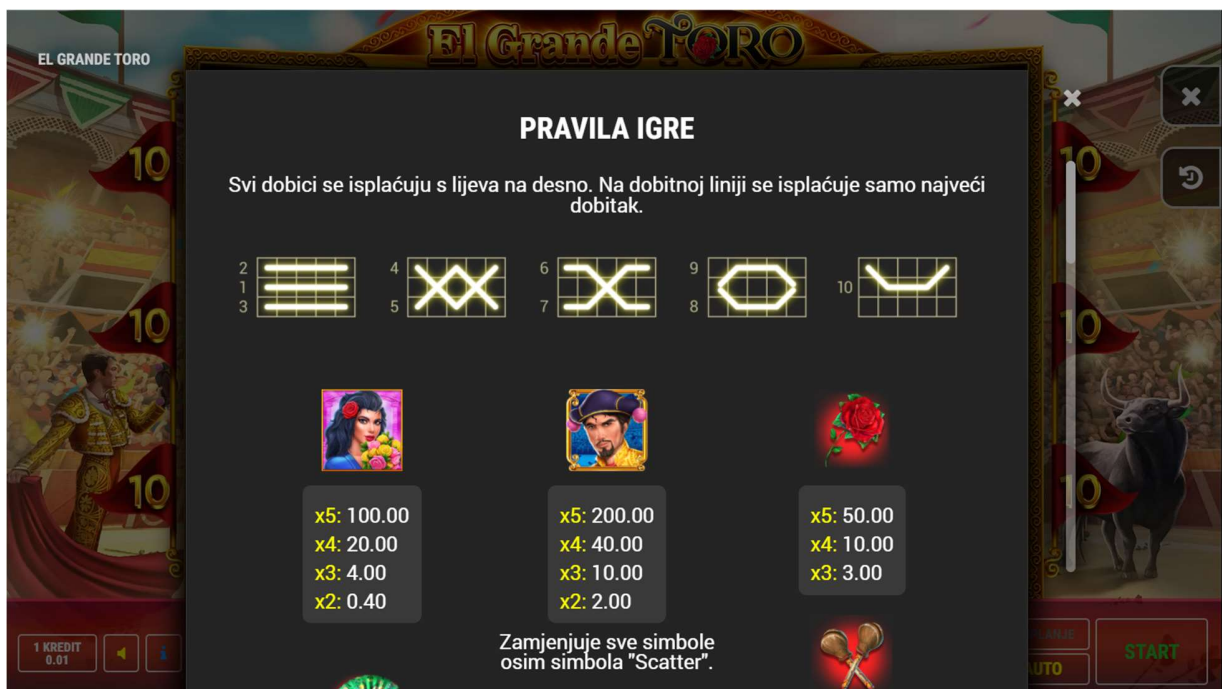 El Grande TORO
EL GRANDE TORO
PRAVILA IGRE
Svi dobici se isplaćuju s lijeva na desno. Na dobitnoj liniji se isplaćuje samo najveći
dobitak.
10
10
2
1
3
4
5
6
7
9
8
10
10
10
x5: 100.00
x4: 20.00
x3: 4.00
x2: 0.40
x5: 200.00
x4: 40.00
x3: 10.00
x2: 2.00
x5: 50.00
x4: 10.00
x3: 3.00
10
10
Zamjenjuje sve simbole
osim simbola "Scatter".
1 KREDIT
0.01
i
AUTO
START